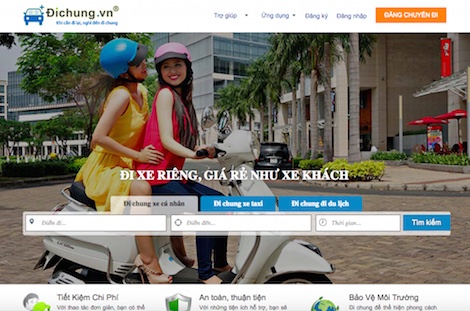 Đichung.vn®
Khi cần đi lại, nghĩ đến đi chung
Trợ giúp
Ứng dụng
Đăng ký
Đăng nhập
ĐĂNG CHUYẾN ĐI
ĐI XE RIÊNG, GIÁ RẺ NHƯ XE KHÁCH
Đi chung xe cá nhân
Đi chung xe taxi
Đi chung đi du lịch
Điểm đi...
Điểm đến...
Thời gian...
Tìm kiếm
Tiết Kiệm Chi Phí
An toàn, thuận tiện
Bảo Vệ Môi Trường
Với thao tác đơn giản, bạn có thể
Với những tiện ích hỗ trợ, bạn sẽ
Đi chung để thể hiện phong cách